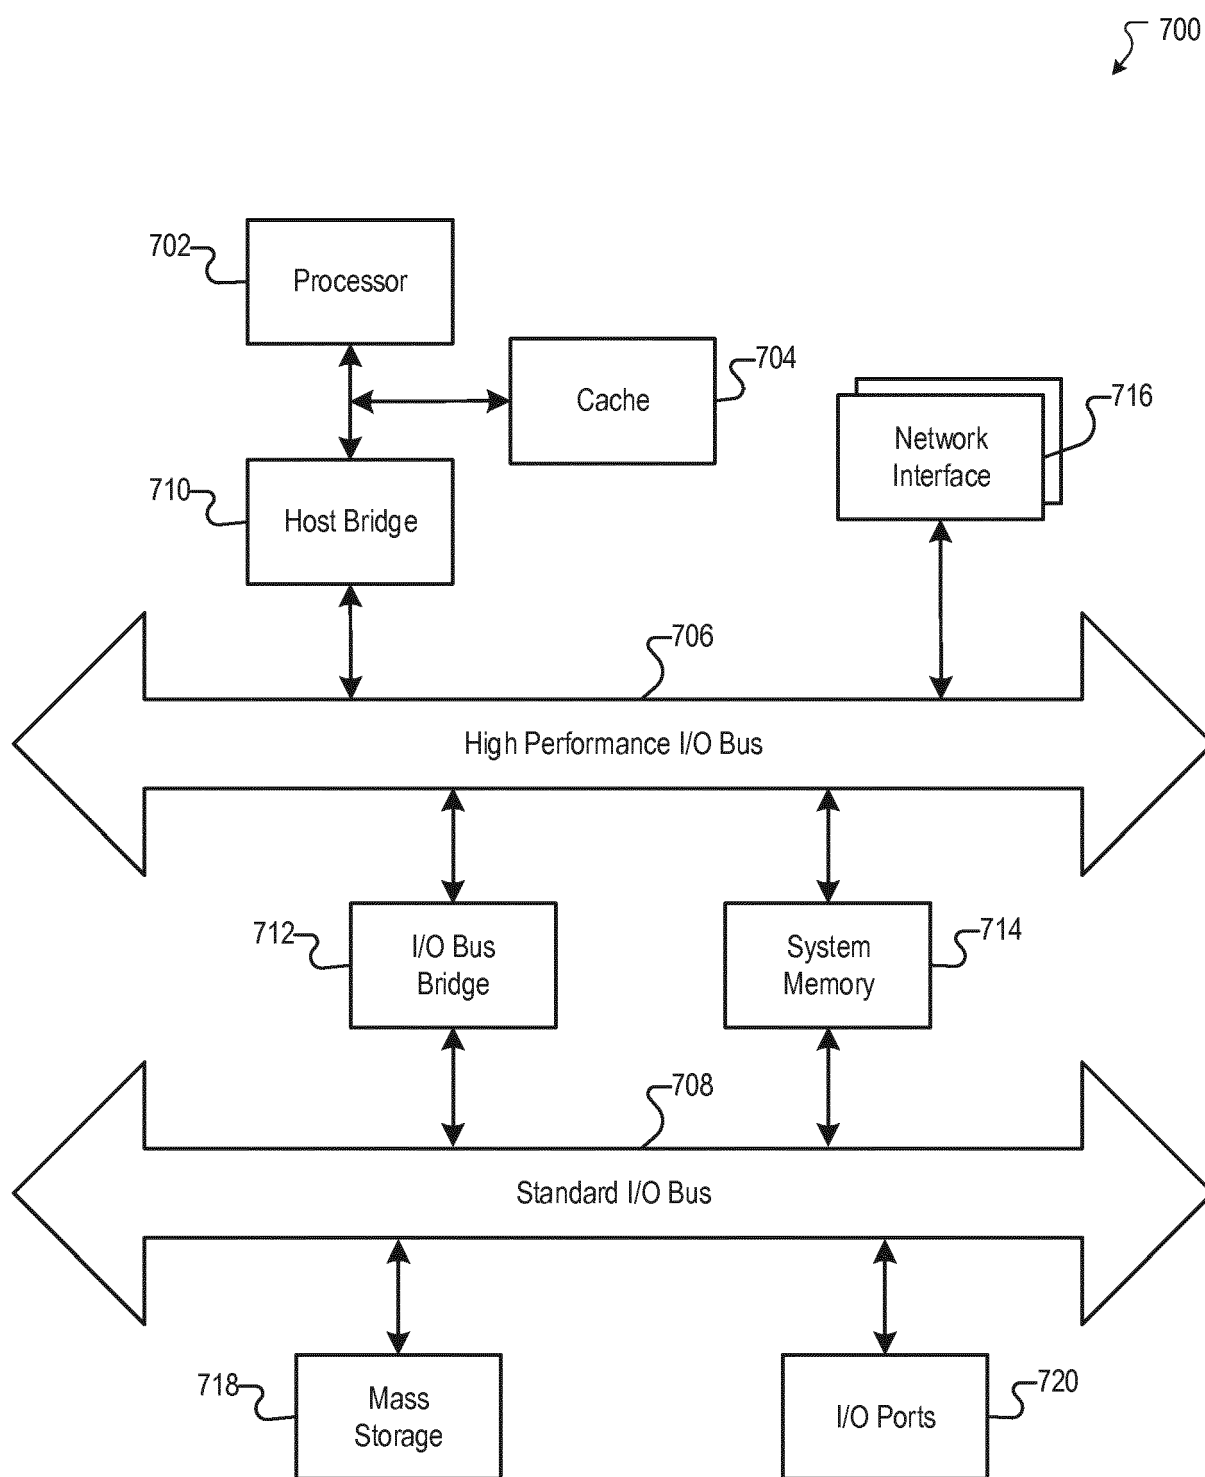 700
702
Processor
704
Cache
716
Network
Interface
710
Host Bridge
706
High Performance I/O Bus
712
I/O Bus
Bridge
714
System
Memory
708
Standard I/O Bus
718
Mass
Storage
720
I/O Ports